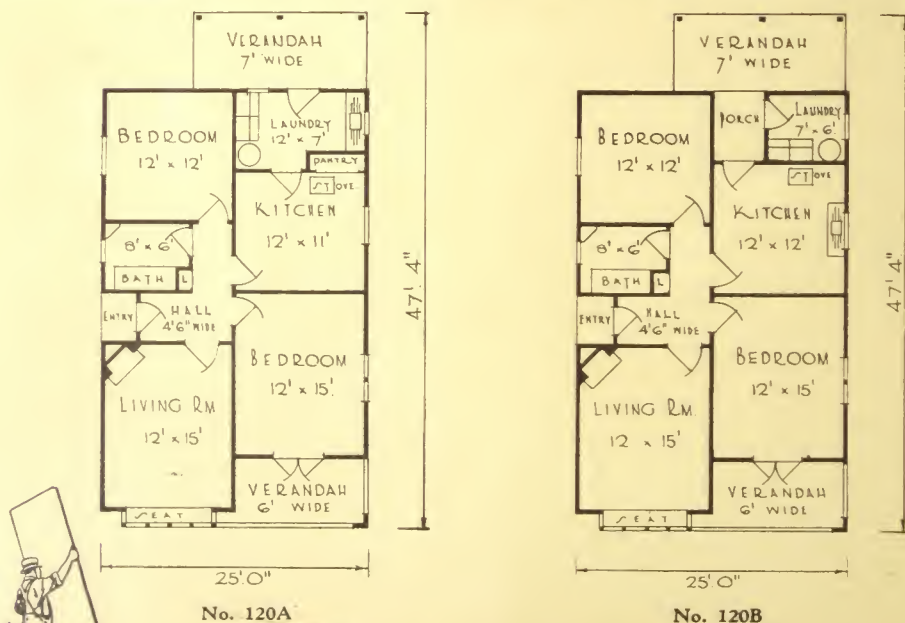 VERANDAH
7' WIDE
BEDROOM
12' × 12'
LAUNDRY
12' × 7'
PANTRY
STOVE
KITCHEN
12' × 11'
8' × 6'
BATH
L
ENTRY
HALL
4'6" WIDE
BEDROOM
12' × 15'
LIVING RM
12' × 15'
VERANDAH
6' WIDE
SEAT
47'. 4"
25'.0"
No. 120A
VERANDAH
7' WIDE
BEDROOM
12' × 12'
PORCH
LAUNDRY
7' × 6'
STOVE
KITCHEN
12' × 12'
8' × 6'
BATH
L
ENTRY
HALL
4'6" WIDE
BEDROOM
12' × 15'
LIVING RM.
12 × 15'
VERANDAH
6' WIDE
SEAT
47'. 4"
25'.0"
No. 120B